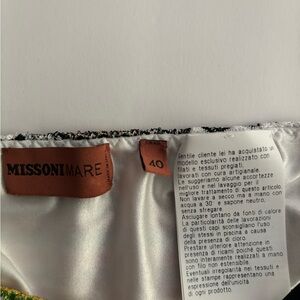 MISSONI MARE
40
Gentile cliente lei ha acquistato un
modello esclusivo realizzato con
filati e tessuti pregiati,
lavorati con cura artigianale.
Le suggeriamo alcune accortezze
nell'uso e nel lavaggio per il
migliore trattamento di questo articolo.
Non lavare a secco ma a mano con
acqua a 30° e sapone neutro,
senza sfregare.
Asciugare lontano da fonti di calore
La particolarità delle lavorazioni
di questi capi sconsigliano l'uso
degli stessi in piscina a causa
della presenza di cloro.
Prestare ulteriore attenzione in
presenza di ricami poiché questi
sono interamente realizzati a mano
con filo non estensibile.
Eventuali irregolarità nei tessuti e
nelle stampe rappresentano una
espressione dell'unicità
di ogni prodotto.